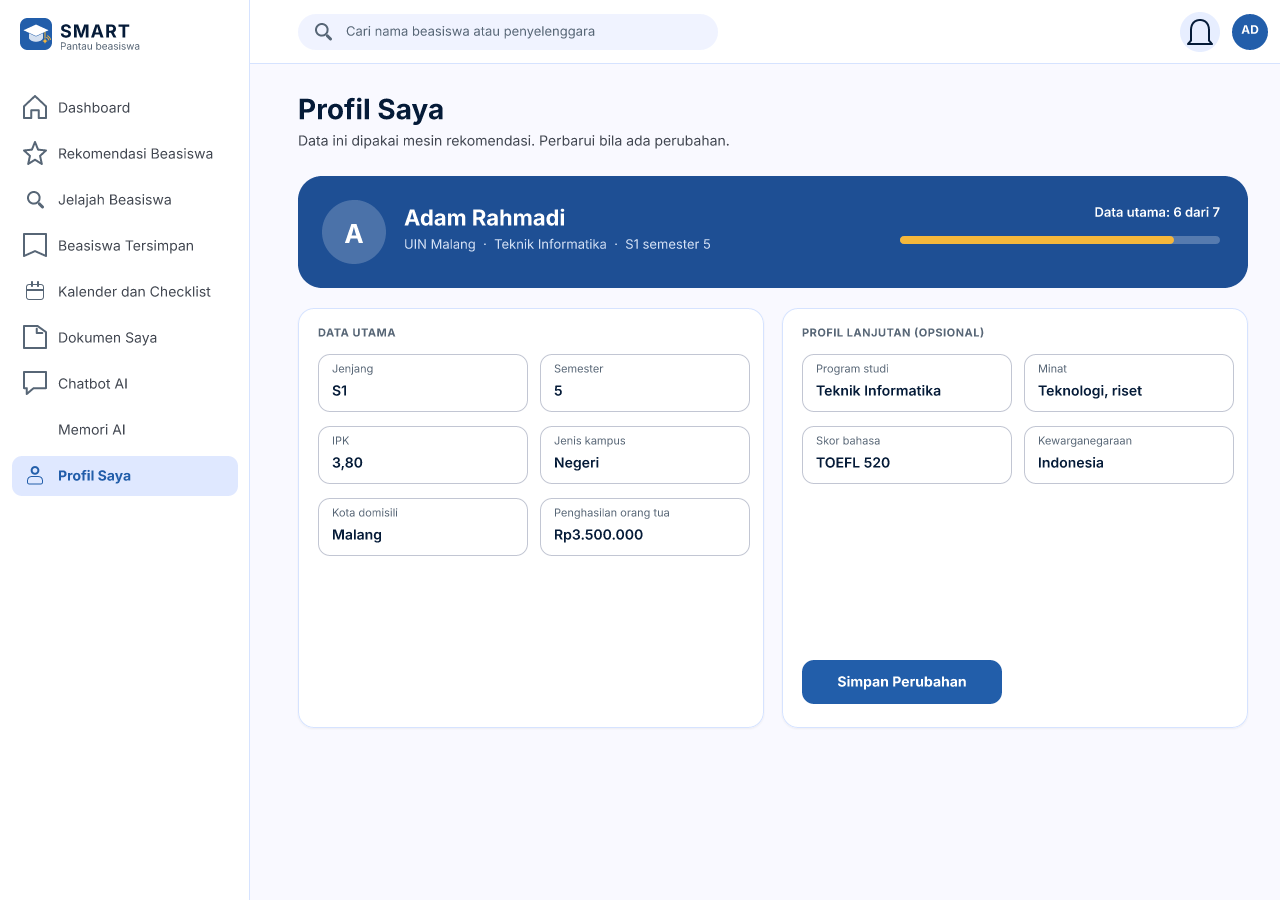 SMART
Pantau beasiswa
Cari nama beasiswa atau penyelenggara
AD
Dashboard
Rekomendasi Beasiswa
Jelajah Beasiswa
Beasiswa Tersimpan
Kalender dan Checklist
Dokumen Saya
Chatbot AI
Memori AI
Profil Saya
Profil Saya
Data ini dipakai mesin rekomendasi. Perbarui bila ada perubahan.
A
Adam Rahmadi
UIN Malang · Teknik Informatika · S1 semester 5
Data utama: 6 dari 7
DATA UTAMA
Jenjang
S1
Semester
5
IPK
3,80
Jenis kampus
Negeri
Kota domisili
Malang
Penghasilan orang tua
Rp3.500.000
PROFIL LANJUTAN (OPSIONAL)
Program studi
Teknik Informatika
Minat
Teknologi, riset
Skor bahasa
TOEFL 520
Kewarganegaraan
Indonesia
Simpan Perubahan